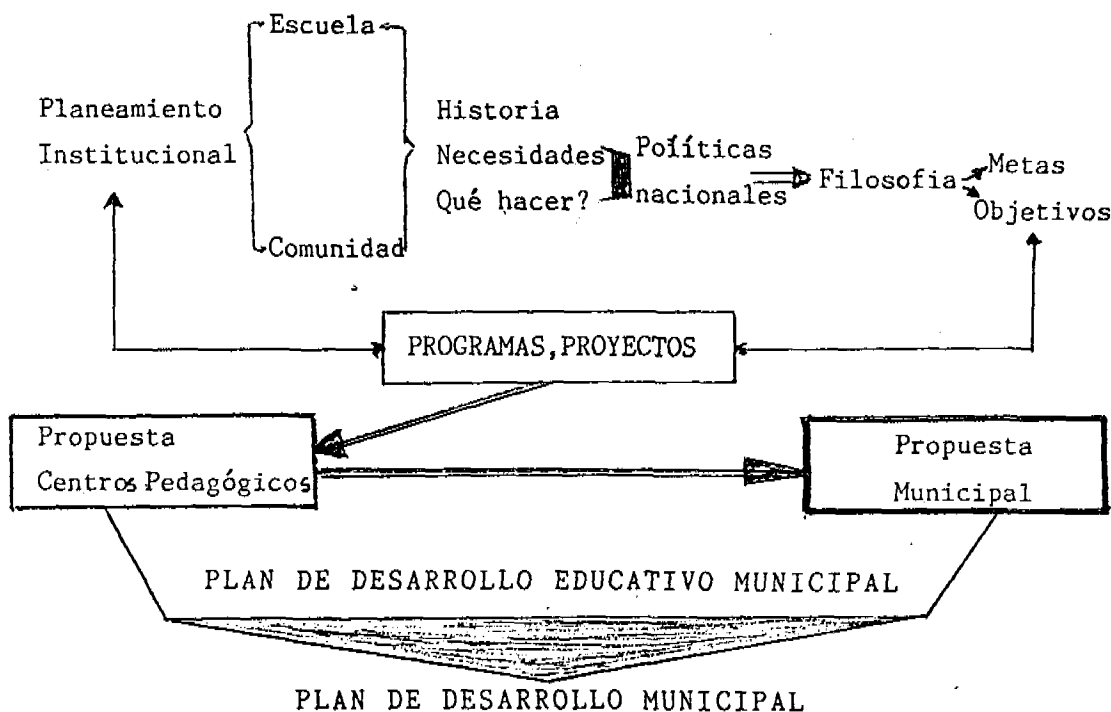 Escuela
Planeamiento
Institucional
Comunidad
Historia
Necesidades
Qué hacer?
Políticas
nacionales
Filosofia
Metas
Objetivos
PROGRAMAS, PROYECTOS
Propuesta
Centros Pedagógicos
Propuesta
Municipal
PLAN DE DESARROLLO EDUCATIVO MUNICIPAL
PLAN DE DESARROLLO MUNICIPAL